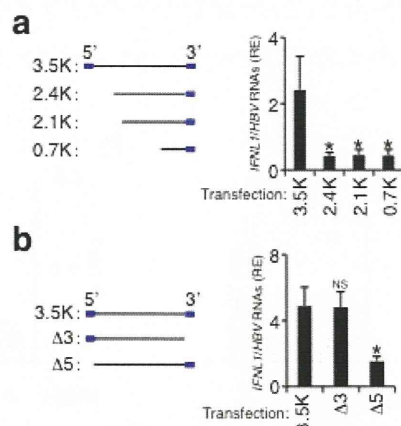 a
5' 3'
3.5K:
2.4K:
2.1K:
0.7K:
IFNL1/HBV RNAs (RE)
4
2
0
* * *
Transfection: 3.5K 2.4K 2.1K 0.7K
b
5' 3'
3.5K:
Δ3:
Δ5:
IFNL1/HBV RNAs (RE)
8
4
0
NS
*
Transfection: 3.5K Δ3 Δ5